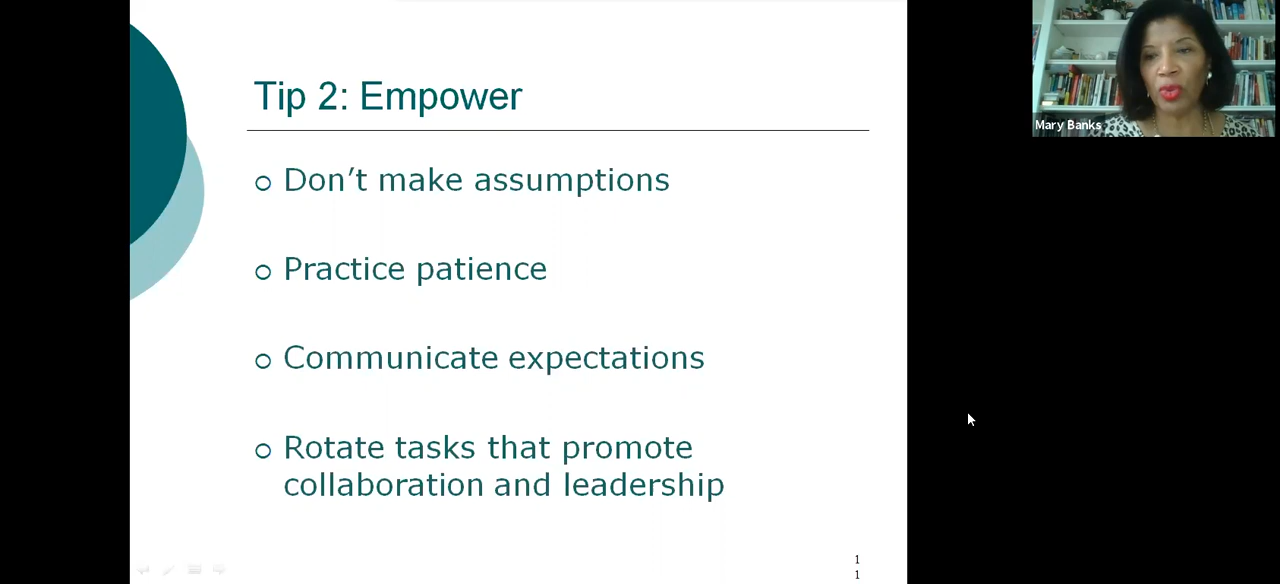 Tip 2: Empower
Mary Banks
Don’t make assumptions
Practice patience
Communicate expectations
Rotate tasks that promote
collaboration and leadership
1
1